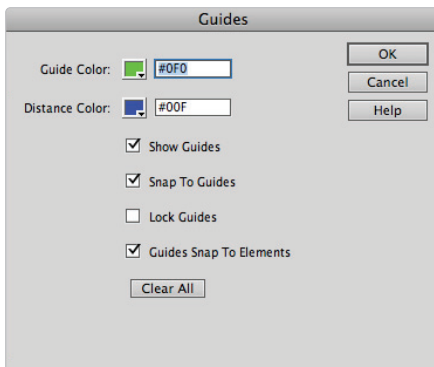 Guides
Guide Color: #0F0
OK
Distance Color: #00F
Cancel
Help
Show Guides
Snap To Guides
Lock Guides
Guides Snap To Elements
Clear All